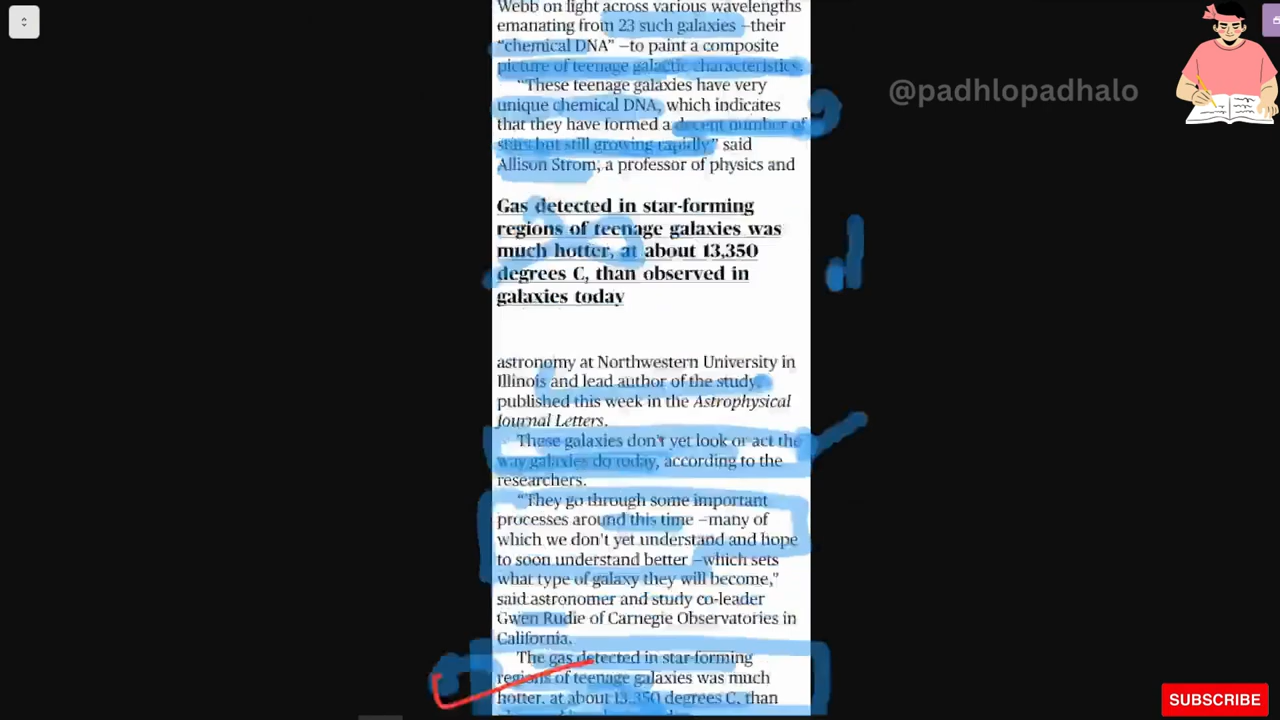 Webb on light across various wavelengths
emanating from 23 such galaxies –their
“chemical DNA” –to paint a composite
picture of teenage galactic characteristics.
“These teenage galaxies have very
unique chemical DNA, which indicates
that they have formed a decent number of
stars but still growing rapidly” said
Allison Strom, a professor of physics and
Gas detected in star-forming
regions of teenage galaxies was
much hotter, at about 13,350
degrees C, than observed in
galaxies today
astronomy at Northwestern University in
Illinois and lead author of the study,
published this week in the Astrophysical
Journal Letters.
These galaxies don't yet look or act the
way galaxies do today, according to the
researchers.
“They go through some important
processes around this time –many of
which we don't yet understand and hope
to soon understand better –which sets
what type of galaxy they will become,”
said astronomer and study co-leader
Gwen Rudie of Carnegie Observatories in
California.
The gas detected in star-forming
regions of teenage galaxies was much
hotter, at about 13,350 degrees C, than
@padhlopadhalo
SUBSCRIBE